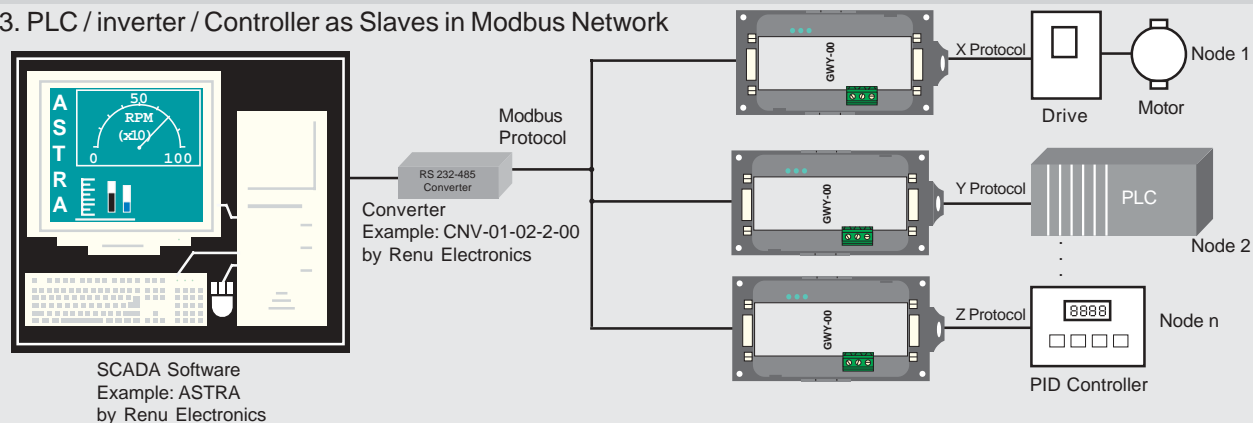 3. PLC / inverter / Controller as Slaves in Modbus Network
A
S
T
R
A
50
RPM
(x10)
0
100
SCADA Software
Example: ASTRA
by Renu Electronics
RS 232-485
Converter
Converter
Example: CNV-01-02-2-00
by Renu Electronics
Modbus
Protocol
GWY-00
X Protocol
Drive
Motor
Node 1
GWY-00
Y Protocol
PLC
Node 2
GWY-00
Z Protocol
8888
PID Controller
Node n